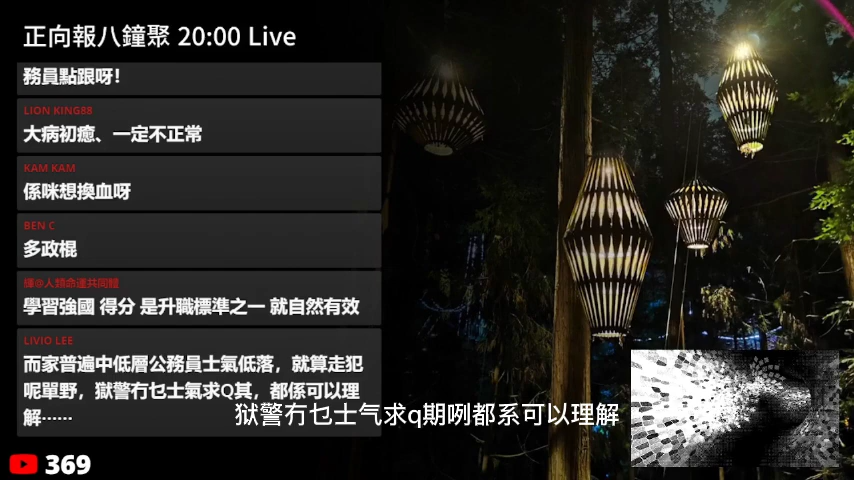 正向報八鐘聚 20:00 Live
務員點跟呀!
LION KING88
大病初癒、一定不正常
KAM KAM
係咪想換血呀
BEN C
多政棍
輝@人類命運共同體
學習強國 得分 是升職標準之一 就自然有效
LIVIO LEE
而家普遍中低層公務員士氣低落，就算走犯
呢單野，獄警冇乜士氣求Q其，都係可以理
解⋯⋯
獄警冇乜士气求q期咧都系可以理解
369